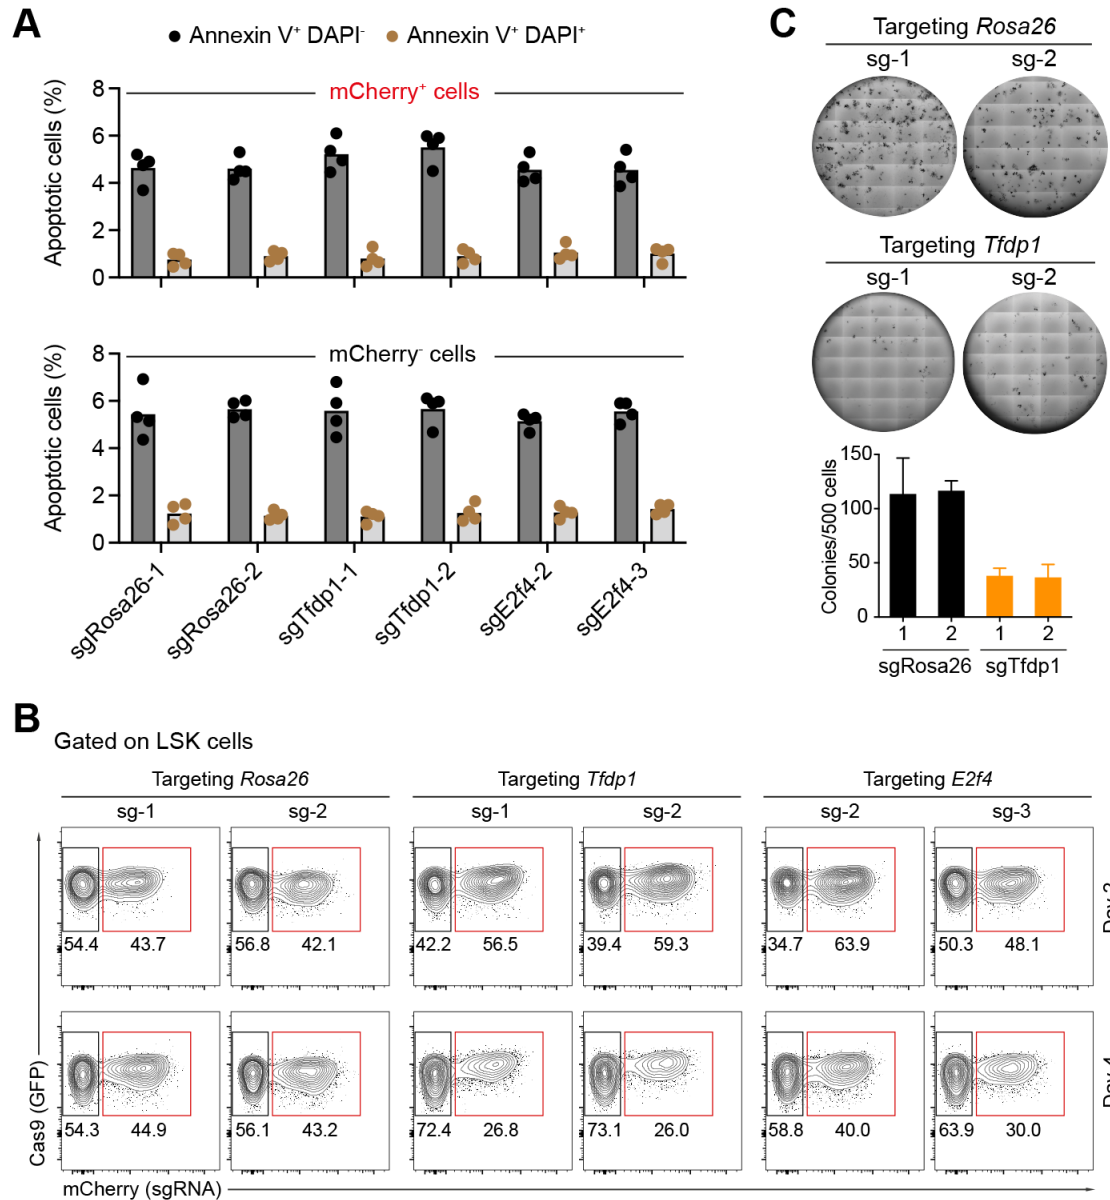 A
Annexin V⁺ DAPI⁻ Annexin V⁺ DAPI⁺
Apoptotic cells (%)
8
6
4
2
0
mCherry⁺ cells
Apoptotic cells (%)
8
6
4
2
0
mCherry⁻ cells
sgRosa26-1 sgRosa26-2 sgTfdp1-1 sgTfdp1-2 sgE2f4-2 sgE2f4-3
C
Targeting Rosa26
sg-1 sg-2
Targeting Tfdp1
sg-1 sg-2
Colonies/500 cells
150
100
50
0
1 2 1 2
sgRosa26 sgTfdp1
B
Gated on LSK cells
Targeting Rosa26 Targeting Tfdp1 Targeting E2f4
sg-1 sg-2 sg-1 sg-2 sg-2 sg-3
54.4 43.7 56.8 42.1 42.2 56.5 39.4 59.3 34.7 63.9 50.3 48.1
Day
54.3 44.9 56.1 43.2 72.4 26.8 73.1 26.0 58.8 40.0 63.9 30.0
Day 4
Cas9 (GFP)
mCherry (sgRNA)